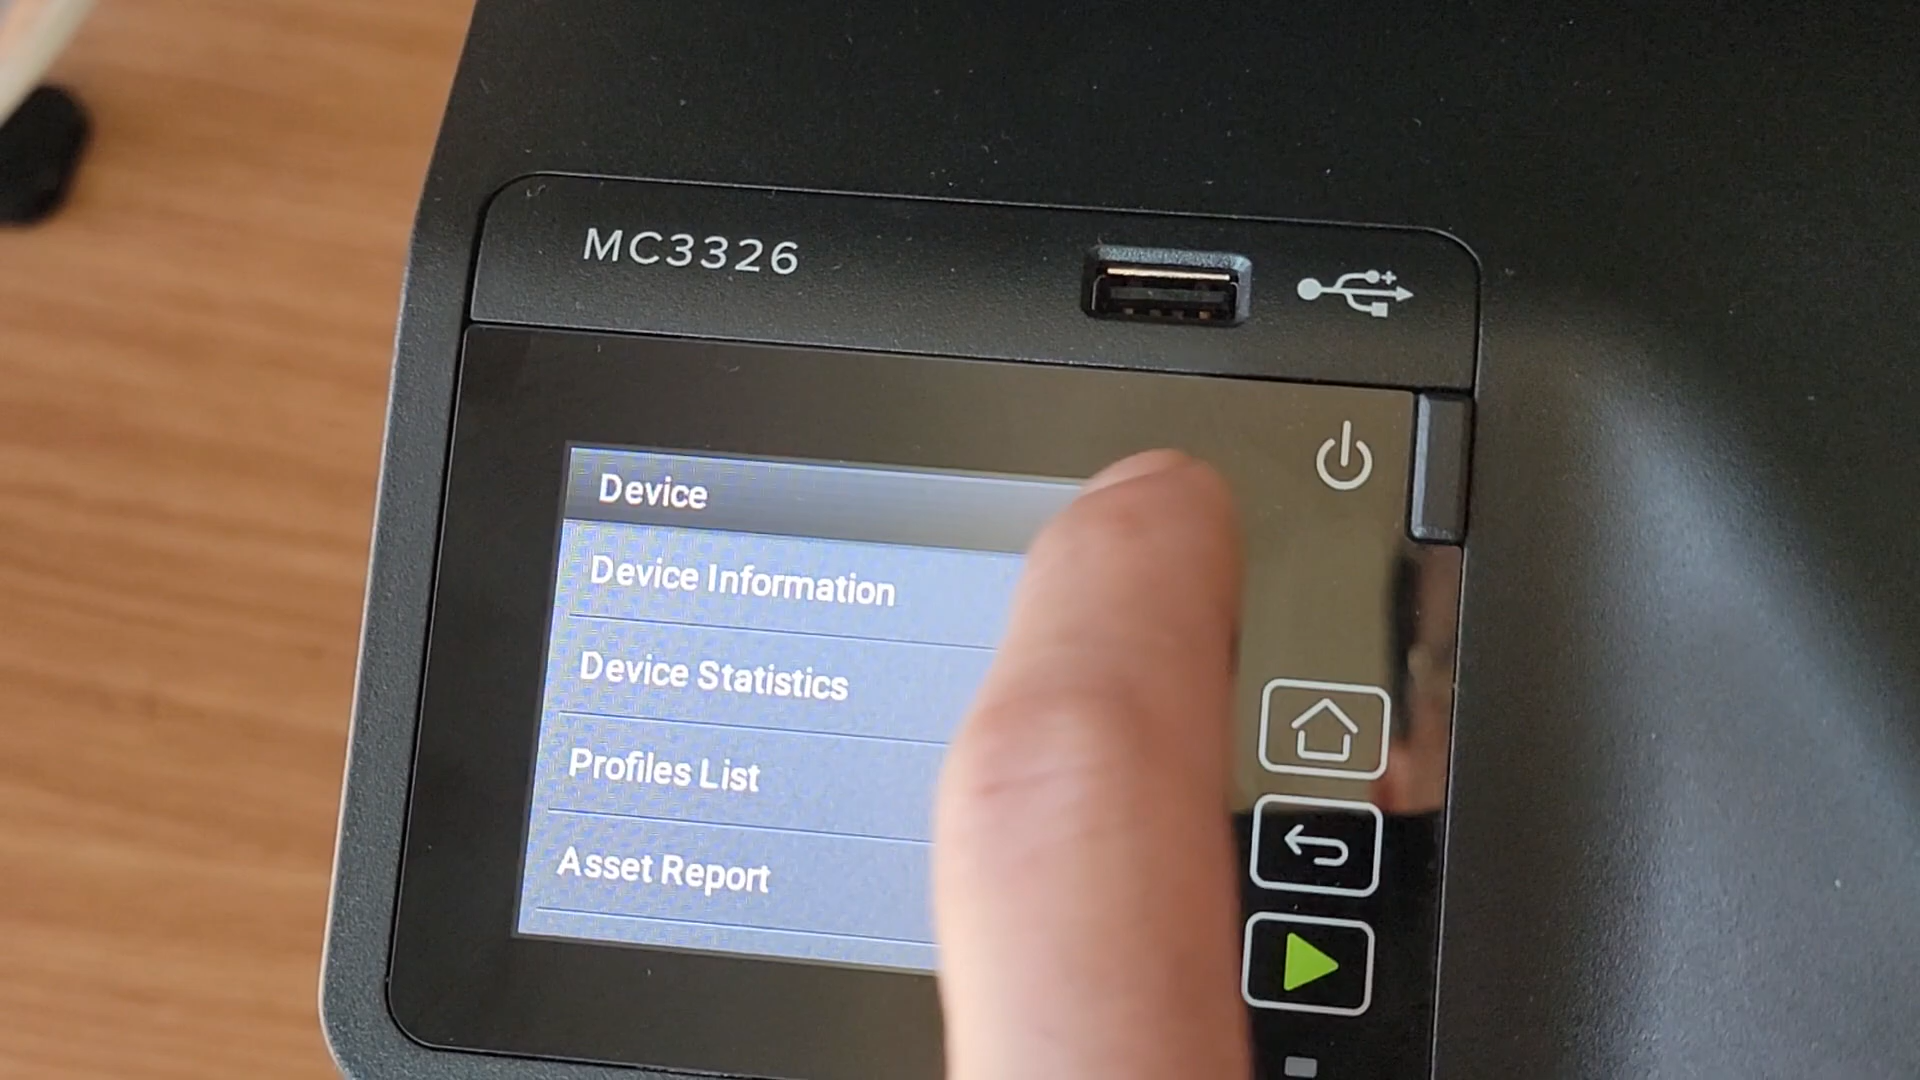 MC3326
Device
Device Information
Device Statistics
Profiles List
Asset Report